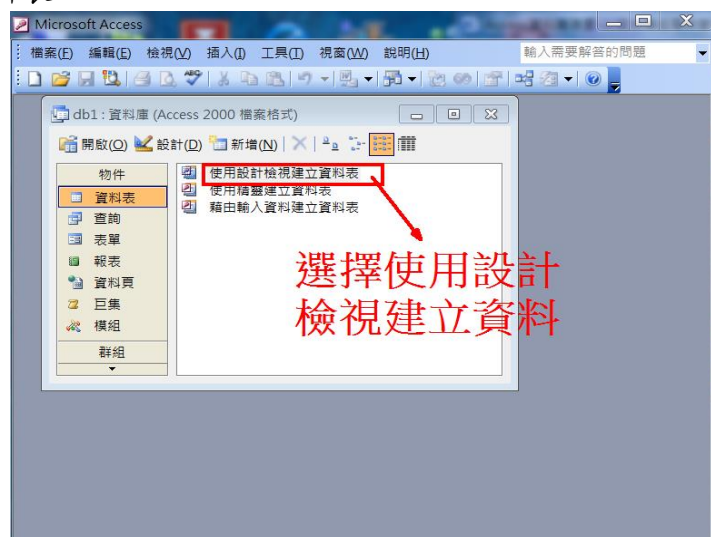 Microsoft Access
檔案(F) 編輯(E) 檢視(V) 插入(I) 工具(T) 視窗(W) 說明(H) 輸入需要解答的問題
db1 : 資料庫 (Access 2000 檔案格式)
開啟(O) 設計(D) 新增(N)
物件
資料表
查詢
表單
報表
資料頁
巨集
模組
群組
使用設計檢視建立資料表
使用精靈建立資料表
藉由輸入資料建立資料表
選擇使用設計
檢視建立資料